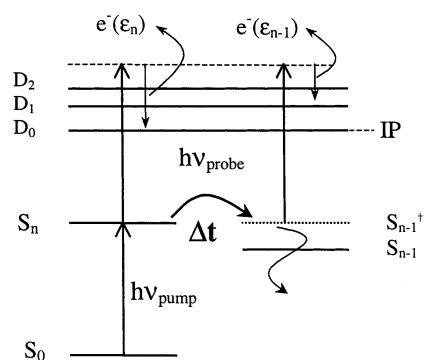 e⁻(εₙ) e⁻(εₙ₋₁)
D₂
D₁
D₀ IP
hνprobe
Sₙ Δt Sₙ₋₁†
Sₙ₋₁
hνpump
S₀